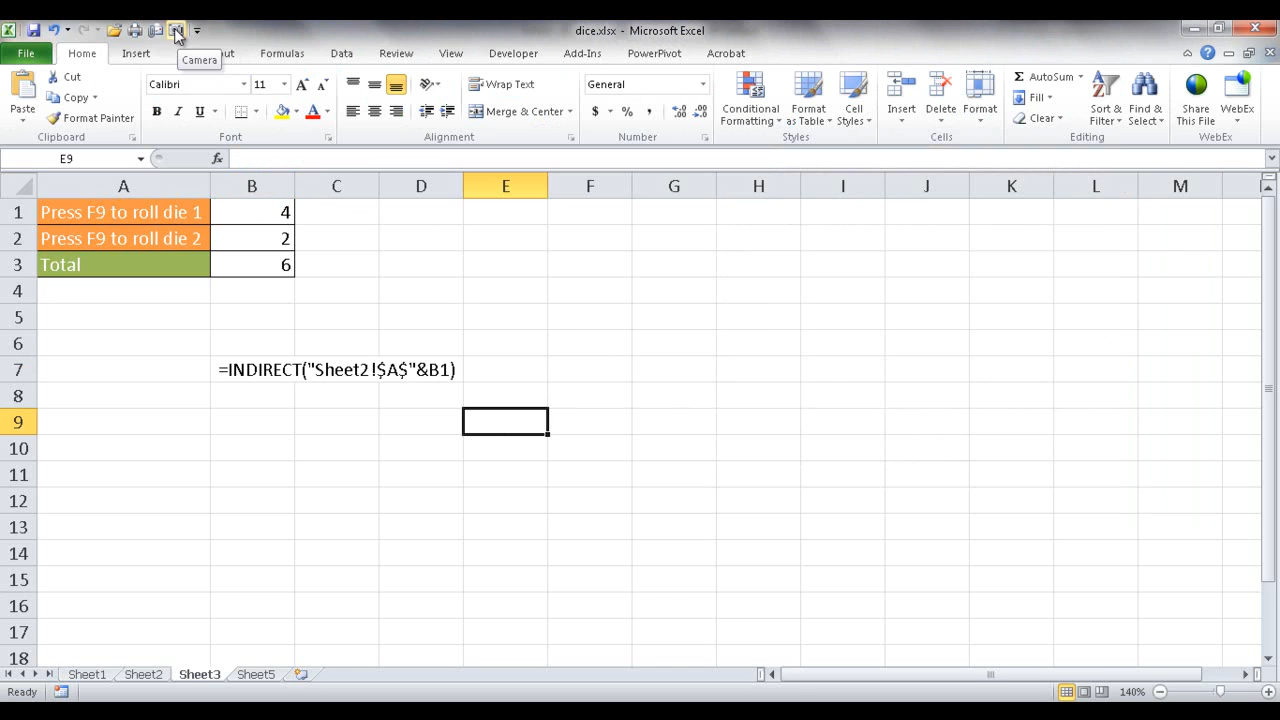 dice.xlsx - Microsoft Excel
File Home Insert out Formulas Data Review View Developer Add-Ins PowerPivot Acrobat
Camera
Paste
Cut
Copy
Format Painter
Clipboard
Calibri 11
B I U
Font
Wrap Text
Merge & Center
Alignment
General
$ % ,
Number
Conditional Formatting
Format as Table
Cell Styles
Styles
Insert
Delete
Format
Cells
AutoSum
Fill
Clear
Sort & Filter
Find & Select
Editing
Share This File
WebEx
WebEx
E9 fx
A B C D E F G H I J K L M
1 Press F9 to roll die 1 4
2 Press F9 to roll die 2 2
3 Total 6
4
5
6
7 =INDIRECT("Sheet2!$A$"&B1)
8
9
10
11
12
13
14
15
16
17
18
Sheet1 Sheet2 Sheet3 Sheet5
Ready 140%